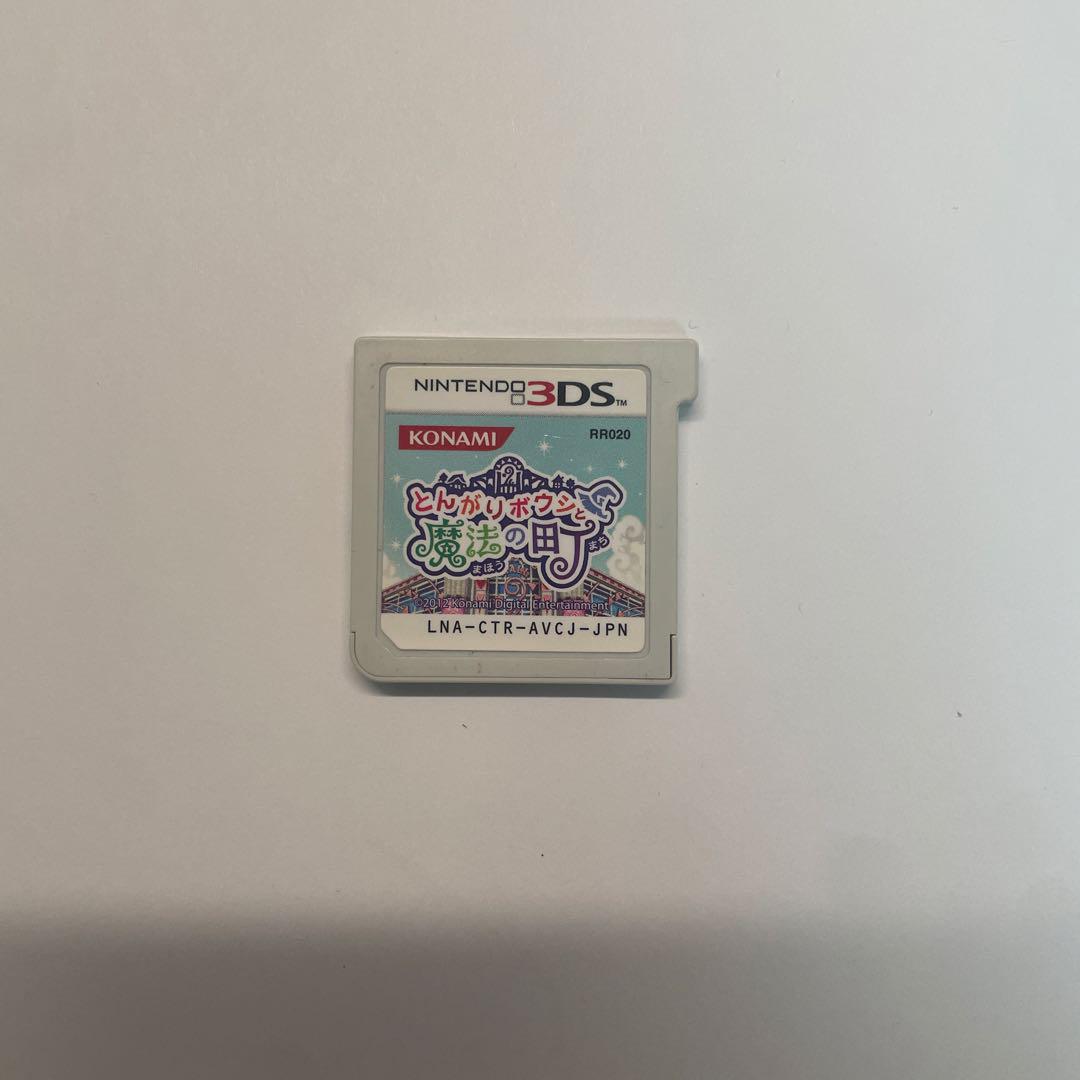 NINTENDO 3DS™
KONAMI RR020
とんがりボウシと
魔法の町
まほう まち
©2012 Konami Digital Entertainment
LNA-CTR-AVCJ-JPN